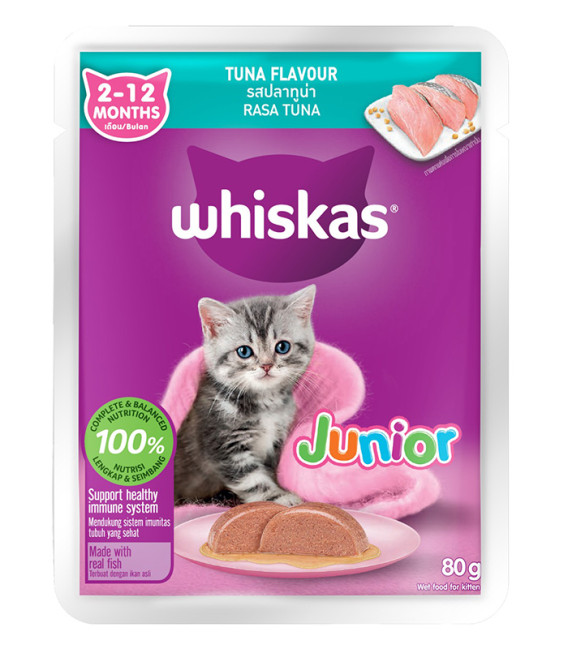 2-12
MONTHS
เดือน/Bulan
TUNA FLAVOUR
รสปลาทูน่า
RASA TUNA
whiskas®
Junior
COMPLETE & BALANCED
NUTRITION
100%
NUTRISI
LENGKAP & SEIMBANG
Support healthy
immune system
Mendukung sistem imunitas
tubuh yang sehat
Made with
real fish
Terbuat dengan ikan asli
80g
Wet food for kitten